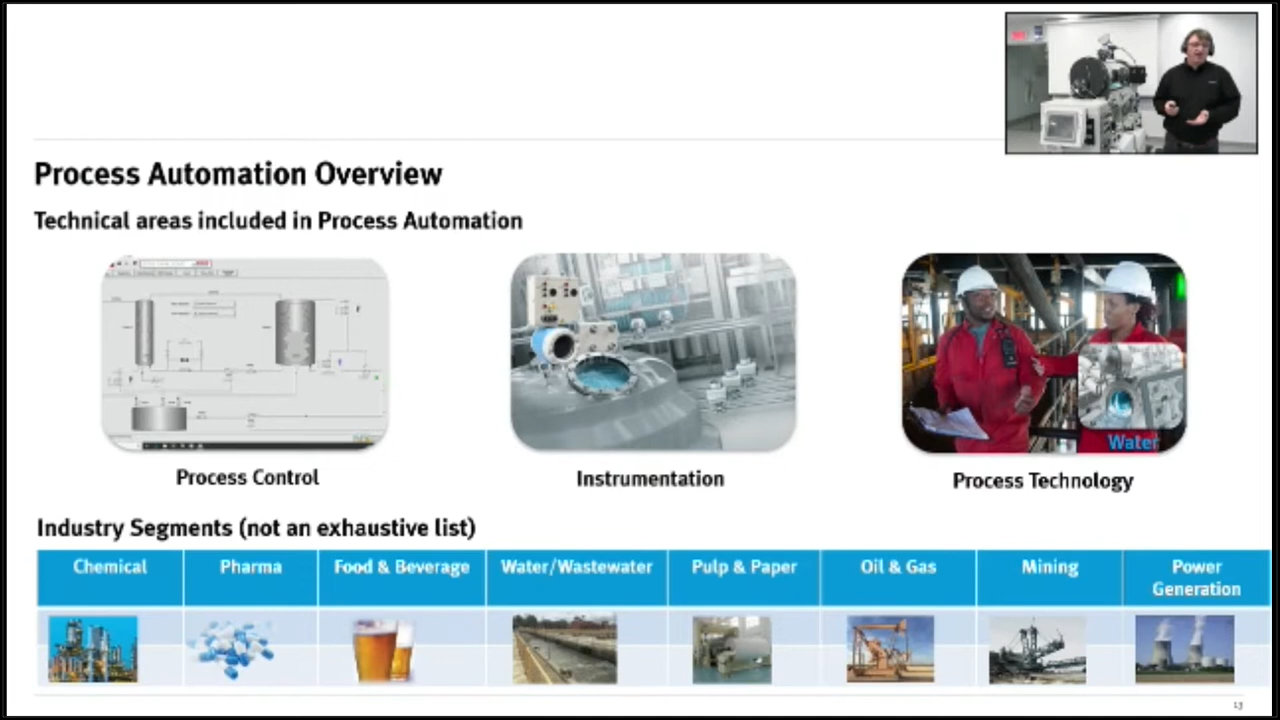 Process Automation Overview
Technical areas included in Process Automation
Water
Process Control
Instrumentation
Process Technology
Industry Segments (not an exhaustive list)
Chemical
Pharma
Food & Beverage
Water/Wastewater
Pulp & Paper
Oil & Gas
Mining
Power
Generation
13